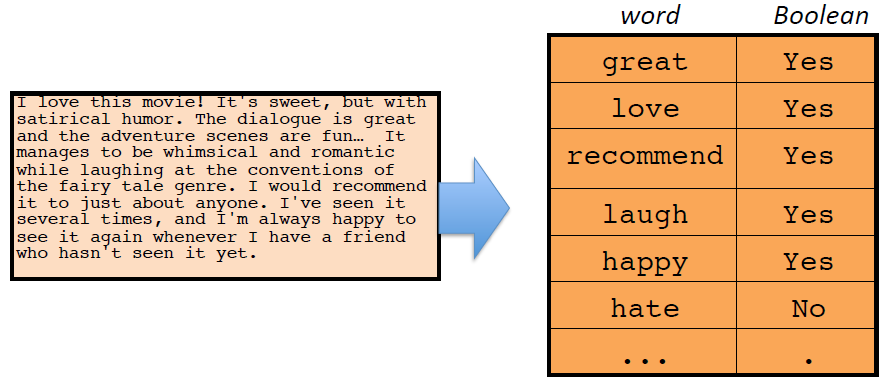 I love this movie! It's sweet, but with
satirical humor. The dialogue is great
and the adventure scenes are fun… It
manages to be whimsical and romantic
while laughing at the conventions of
the fairy tale genre. I would recommend
it to just about anyone. I've seen it
several times, and I'm always happy to
see it again whenever I have a friend
who hasn't seen it yet.
word Boolean
great Yes
love Yes
recommend Yes
laugh Yes
happy Yes
hate No
... .